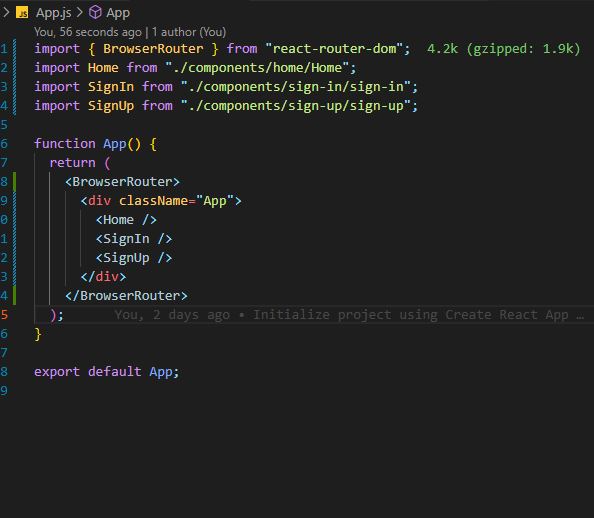 JS App.js > App
You, 56 seconds ago | 1 author (You)
1 import { BrowserRouter } from "react-router-dom"; 4.2k (gzipped: 1.9k)
2 import Home from "./components/home/Home";
3 import SignIn from "./components/sign-in/sign-in";
4 import SignUp from "./components/sign-up/sign-up";
5
6 function App() {
7 return (
8 <BrowserRouter>
9 <div className="App">
0 <Home />
1 <SignIn />
2 <SignUp />
3 </div>
4 </BrowserRouter>
5 ); You, 2 days ago • Initialize project using Create React App …
6 }
7
8 export default App;
9